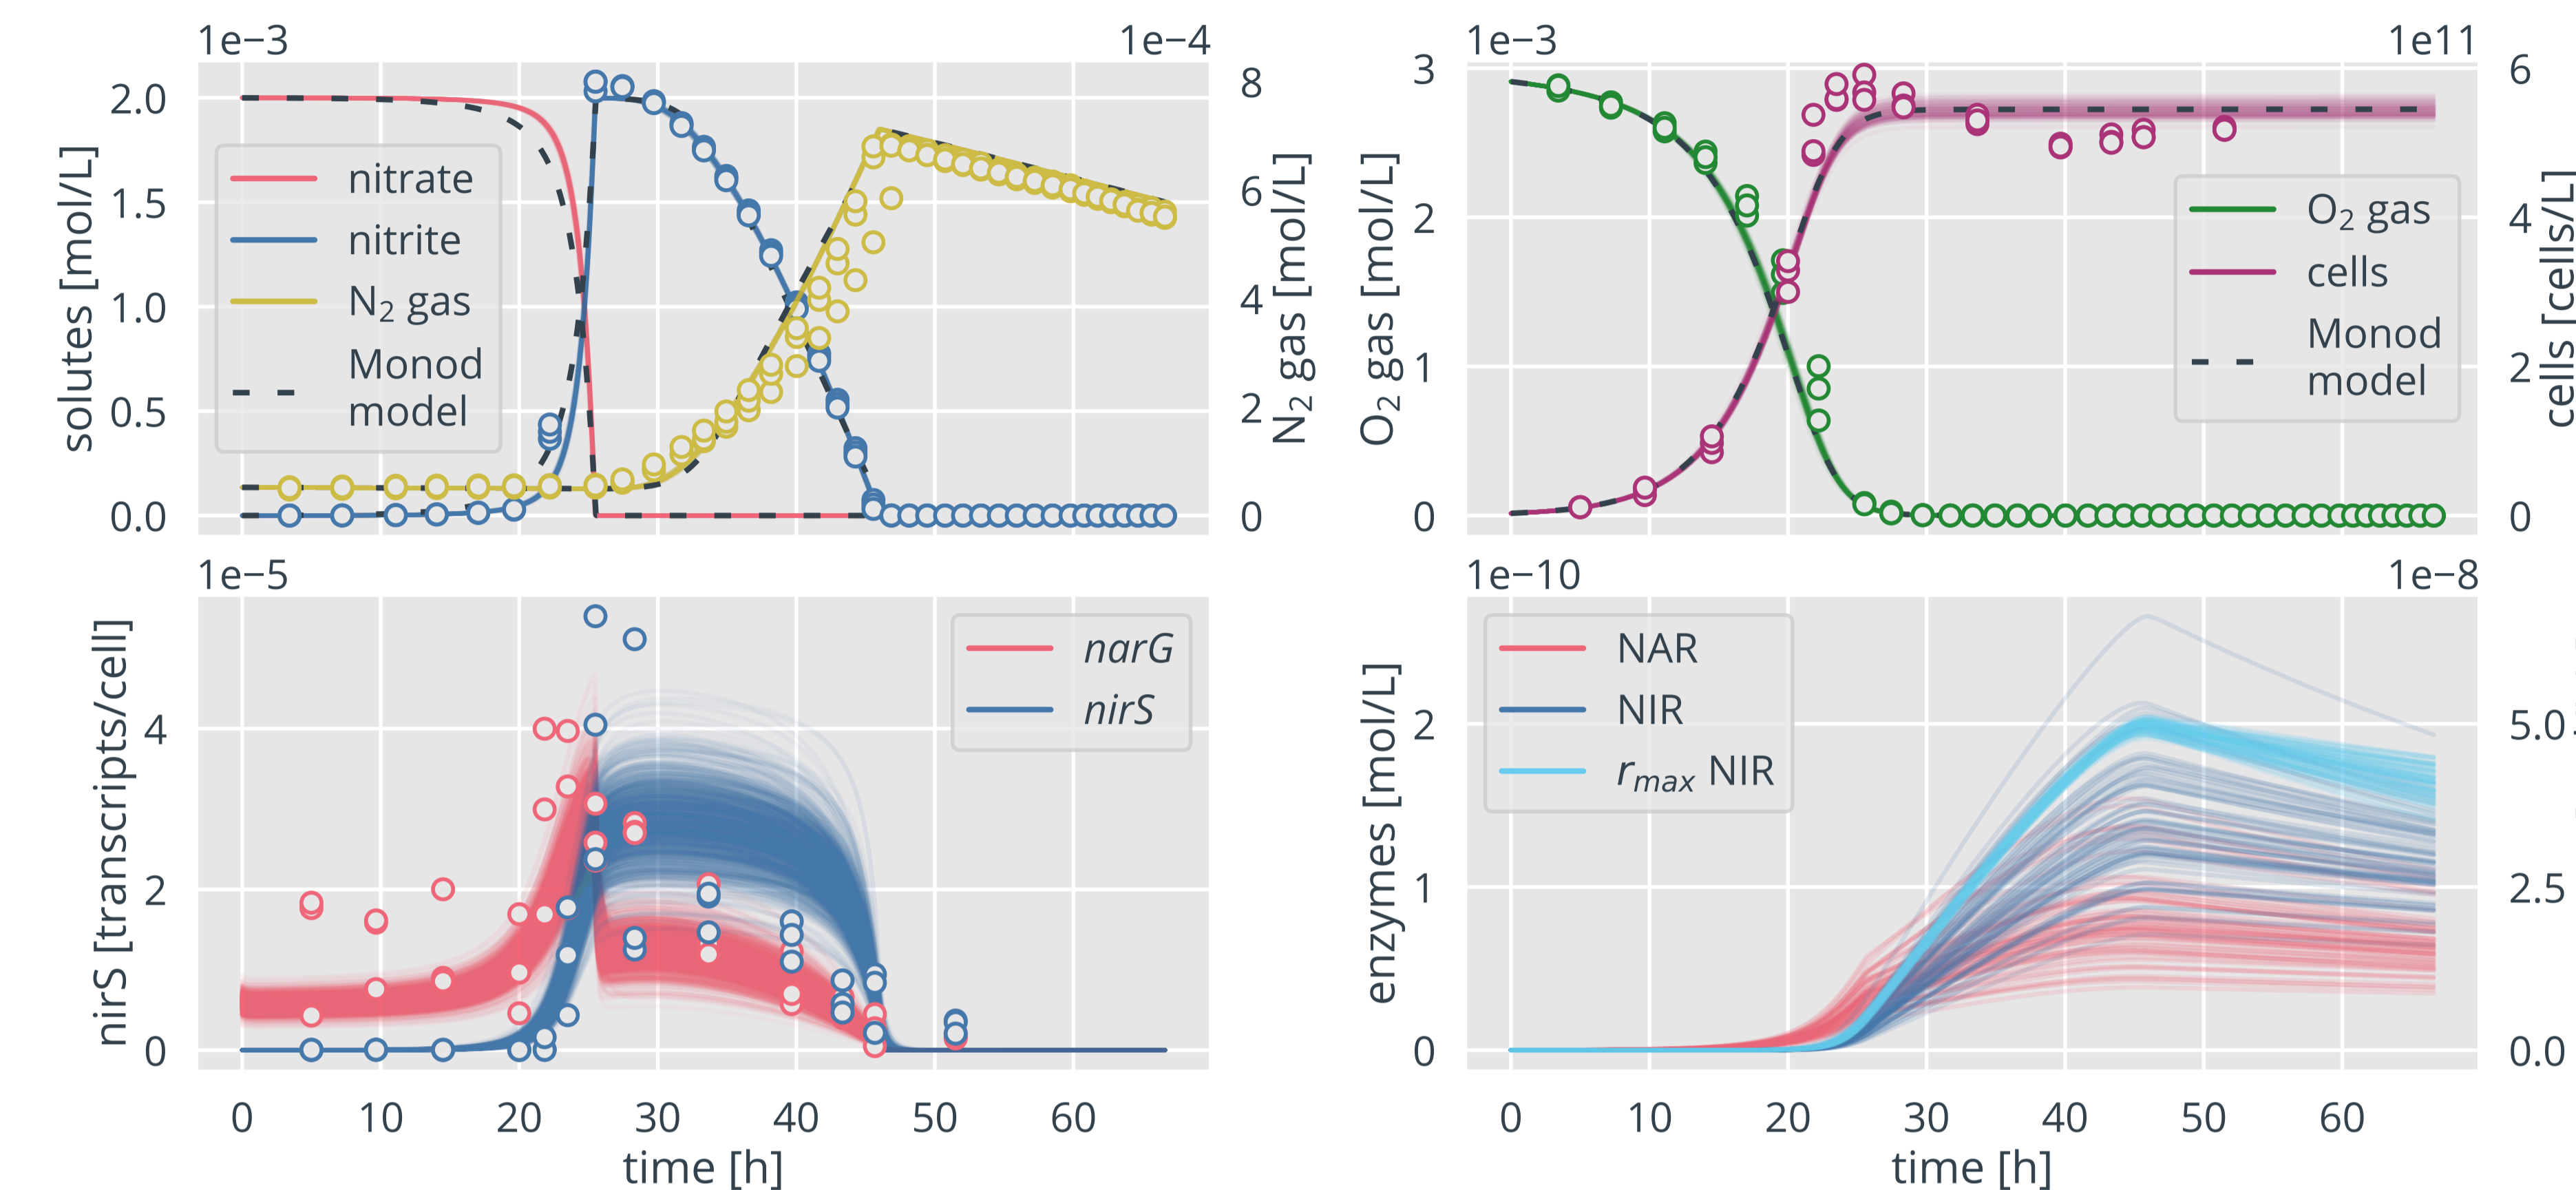 1e−3
1e−4
2.0
1.5
1.0
0.5
0.0
solutes [mol/L]
nitrate
nitrite
N₂ gas
Monod
model
8
6
4
2
0
N₂ gas [mol/L]
1e−3
1e11
3
2
1
0
O₂ gas [mol/L]
O₂ gas
cells
Monod
model
6
4
2
0
cells [cells/L]
1e−5
4
2
0
nirS [transcripts/cell]
narG
nirS
0 10 20 30 40 50 60
time [h]
1e−10
1e−8
2
1
0
enzymes [mol/L]
NAR
NIR
rmax NIR
5.0
2.5
0.0
0 10 20 30 40 50 60
time [h]